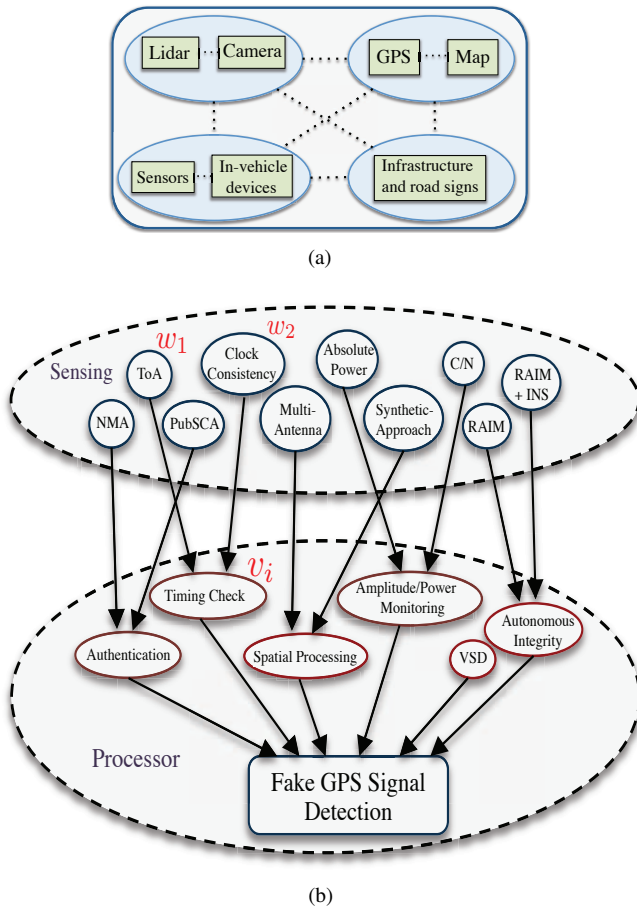 Lidar
Camera
GPS
Map
Sensors
In-vehicle
devices
Infrastructure
and road signs
(a)
Sensing
w1
w2
ToA
Clock
Consistency
Absolute
Power
C/N
RAIM
+ INS
NMA
PubSCA
Multi-
Antenna
Synthetic-
Approach
RAIM
vi
Timing Check
Amplitude/Power
Monitoring
Authentication
Spatial Processing
VSD
Autonomous
Integrity
Processor
Fake GPS Signal
Detection
(b)